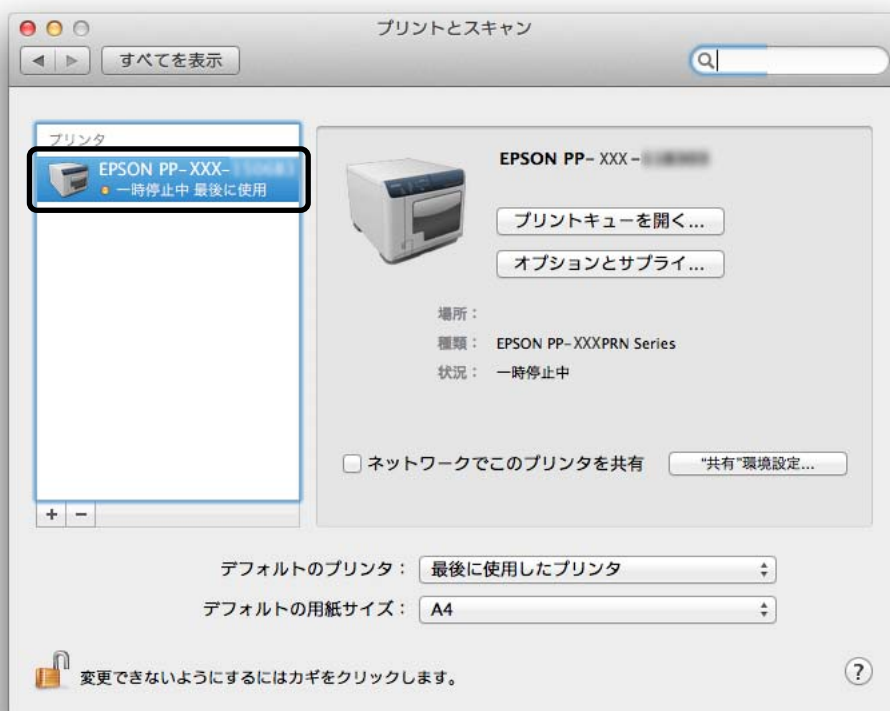 プリントとスキャン
すべてを表示
プリンタ
EPSON PP-XXX-
一時停止中 最後に使用
EPSON PP- XXX -
プリントキューを開く...
オプションとサプライ...
場所：
種類： EPSON PP-XXXPRN Series
状況： 一時停止中
ネットワークでこのプリンタを共有 “共有”環境設定...
+ -
デフォルトのプリンタ： 最後に使用したプリンタ
デフォルトの用紙サイズ： A4
変更できないようにするにはカギをクリックします。 ?